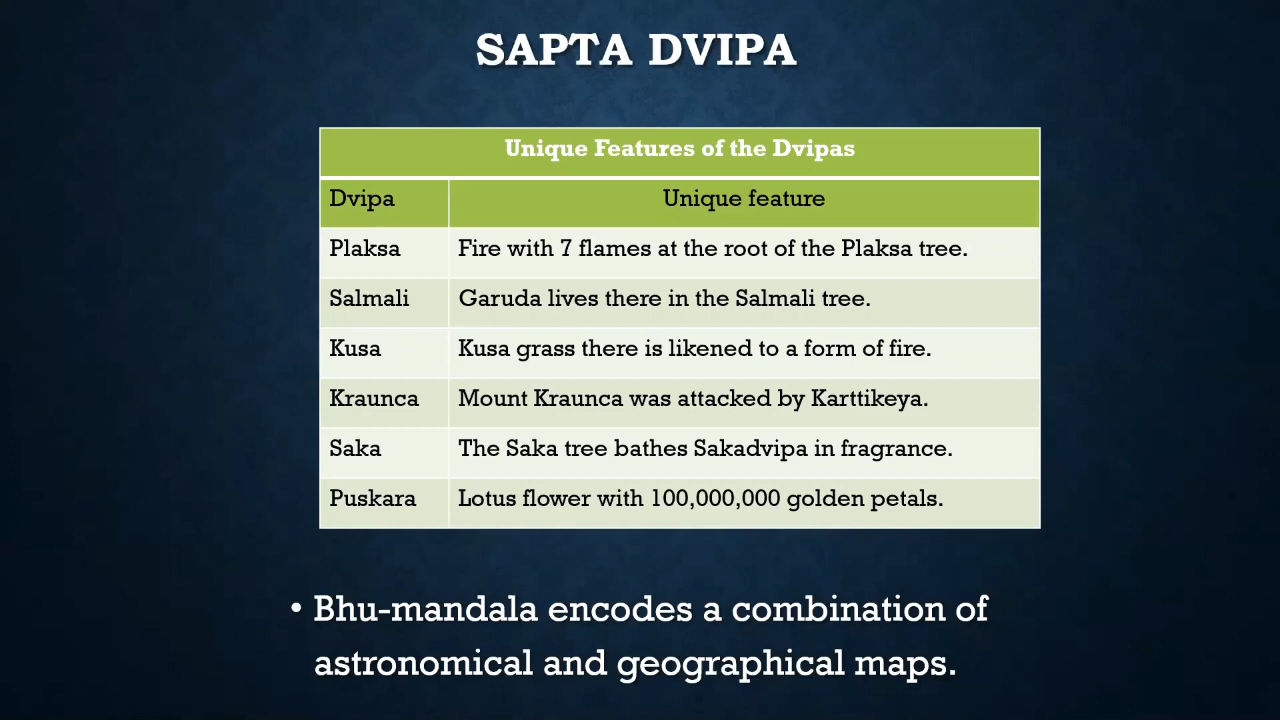 SAPTA DVIPA
Unique Features of the Dvipas
Dvipa Unique feature
Plaksa Fire with 7 flames at the root of the Plaksa tree.
Salmali Garuda lives there in the Salmali tree.
Kusa Kusa grass there is likened to a form of fire.
Kraunca Mount Kraunca was attacked by Karttikeya.
Saka The Saka tree bathes Sakadvipa in fragrance.
Puskara Lotus flower with 100,000,000 golden petals.
• Bhu-mandala encodes a combination of
astronomical and geographical maps.